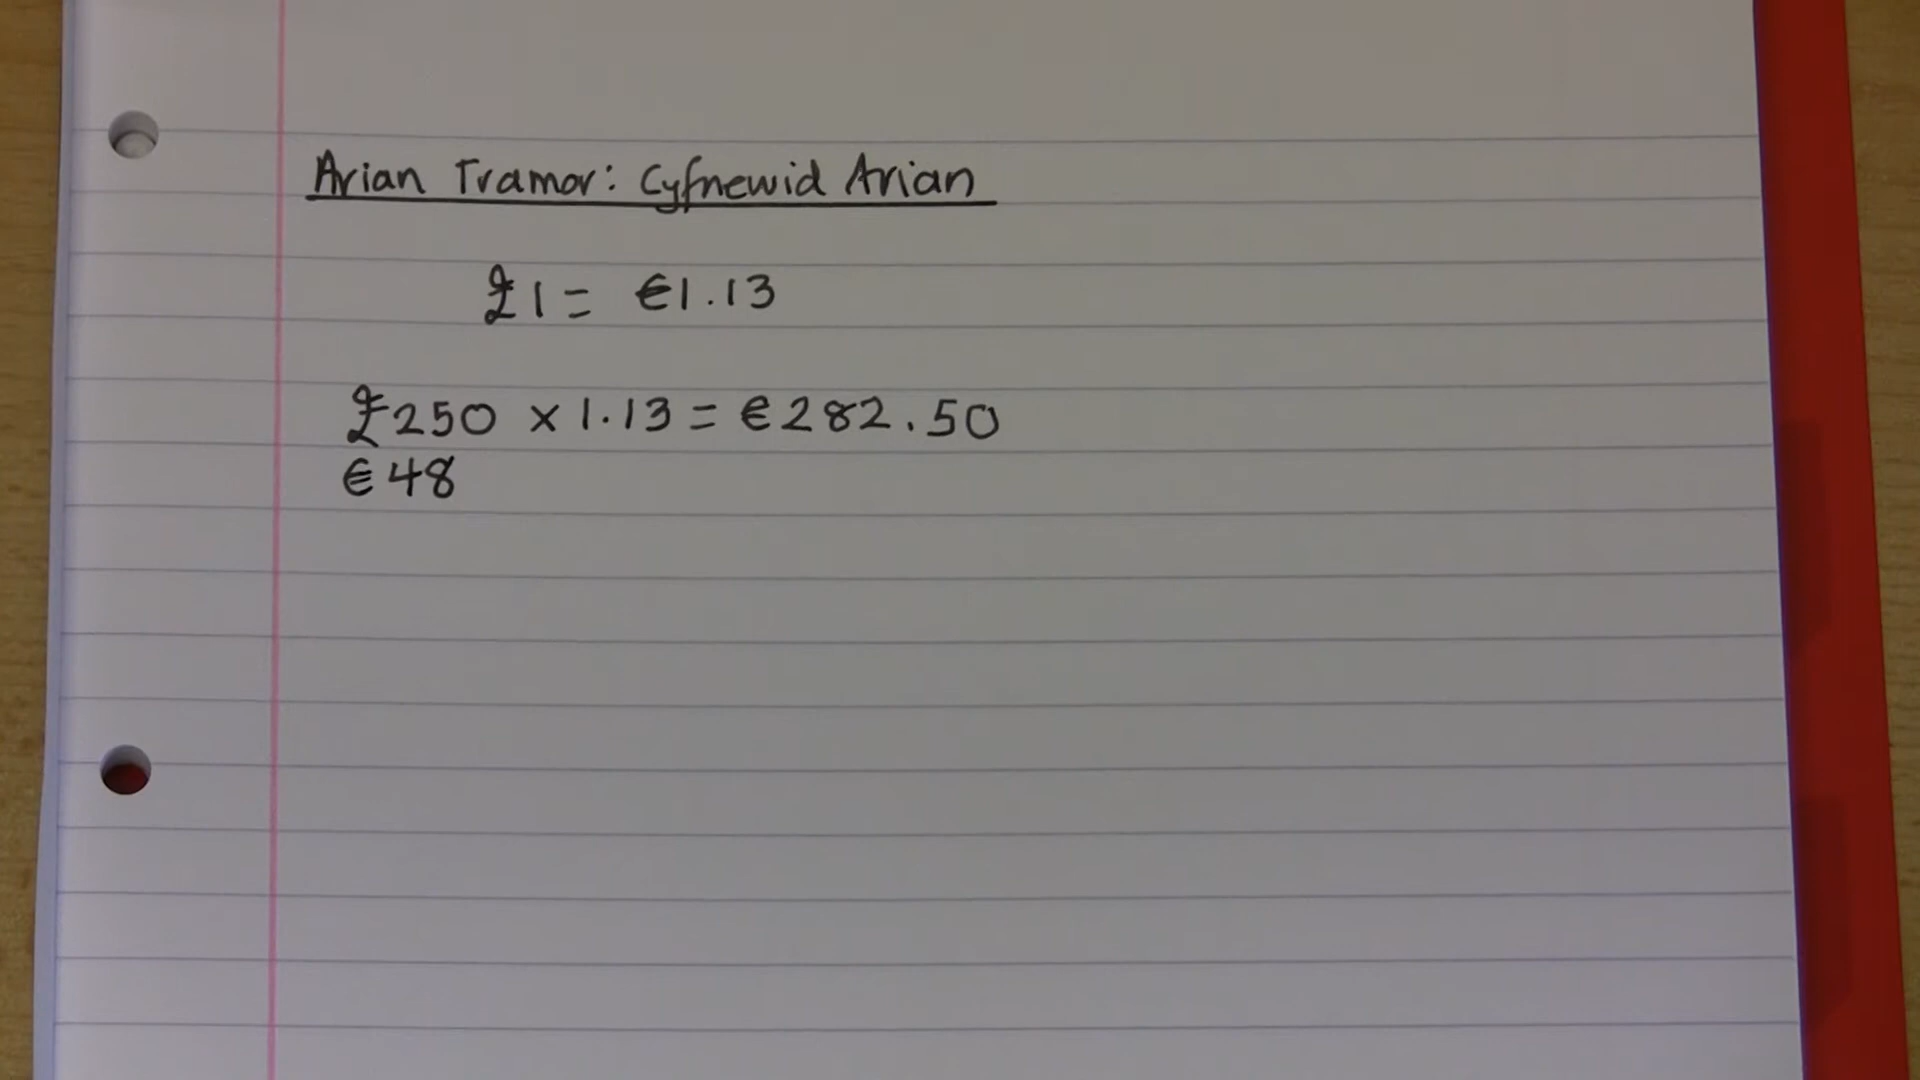 Arian Tramor: Cyfnewid Arian
£1 = €1.13
£250 × 1.13 = €282.50
€48